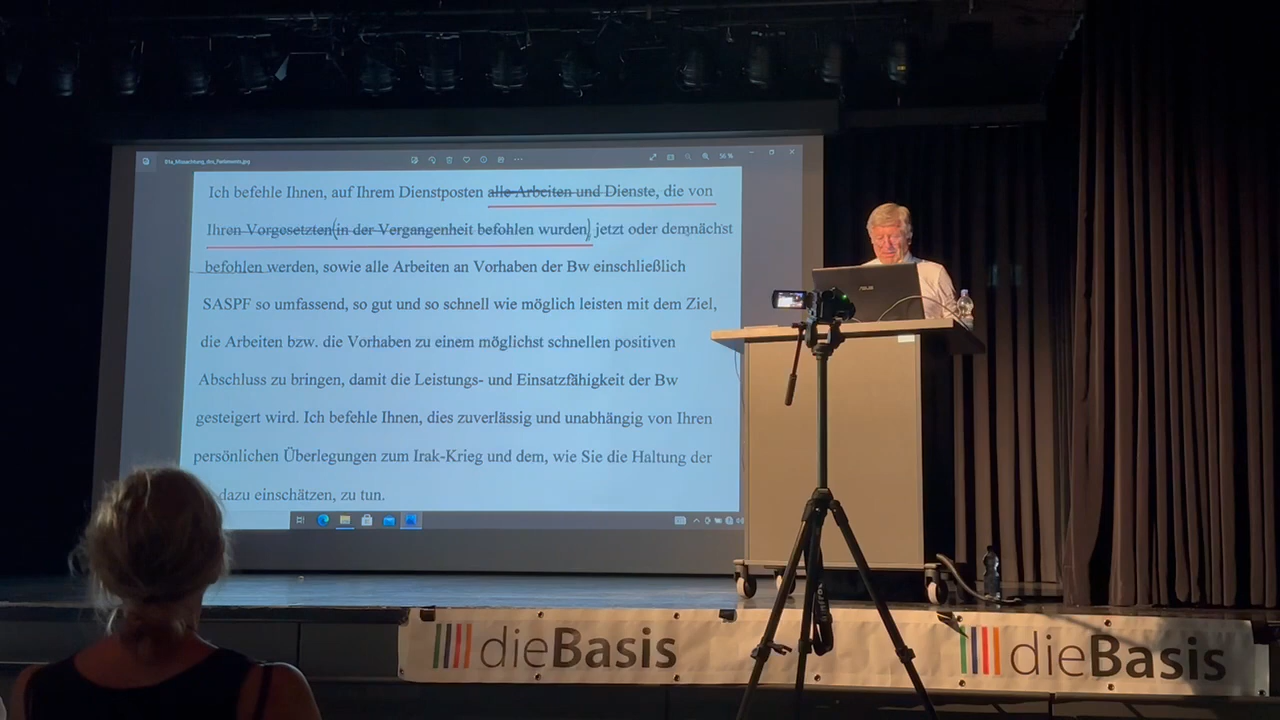 01a_Missachtung_des_Parlaments.jpg
56 %
Ich befehle Ihnen, auf Ihrem Dienstposten alle Arbeiten und Dienste, die von
Ihren Vorgesetzten (in der Vergangenheit befohlen wurden) jetzt oder demnächst
befohlen werden, sowie alle Arbeiten an Vorhaben der Bw einschließlich
SASPF so umfassend, so gut und so schnell wie möglich leisten mit dem Ziel,
die Arbeiten bzw. die Vorhaben zu einem möglichst schnellen positiven
Abschluss zu bringen, damit die Leistungs- und Einsatzfähigkeit der Bw
gesteigert wird. Ich befehle Ihnen, dies zuverlässig und unabhängig von Ihren
persönlichen Überlegungen zum Irak-Krieg und dem, wie Sie die Haltung der
dazu einschätzen, zu tun.
ASUS
dieBasis dieBasis